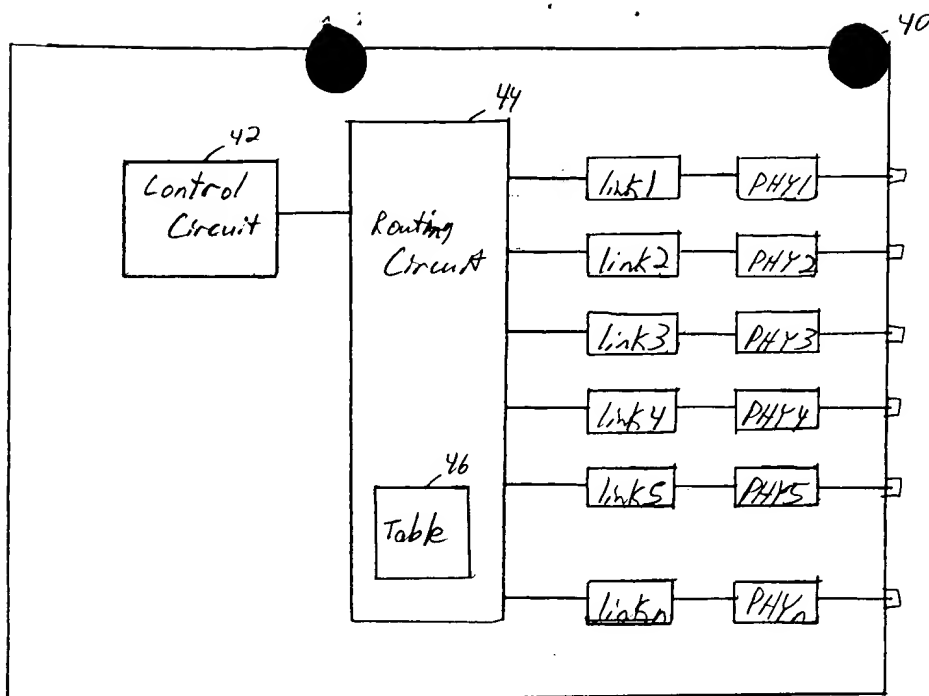 40
44
42
Control
Circuit
Routing
Circuit
link1
PHY1
link2
PHY2
link3
PHY3
link4
PHY4
46
link5
PHY5
Table
linkn
PHYn